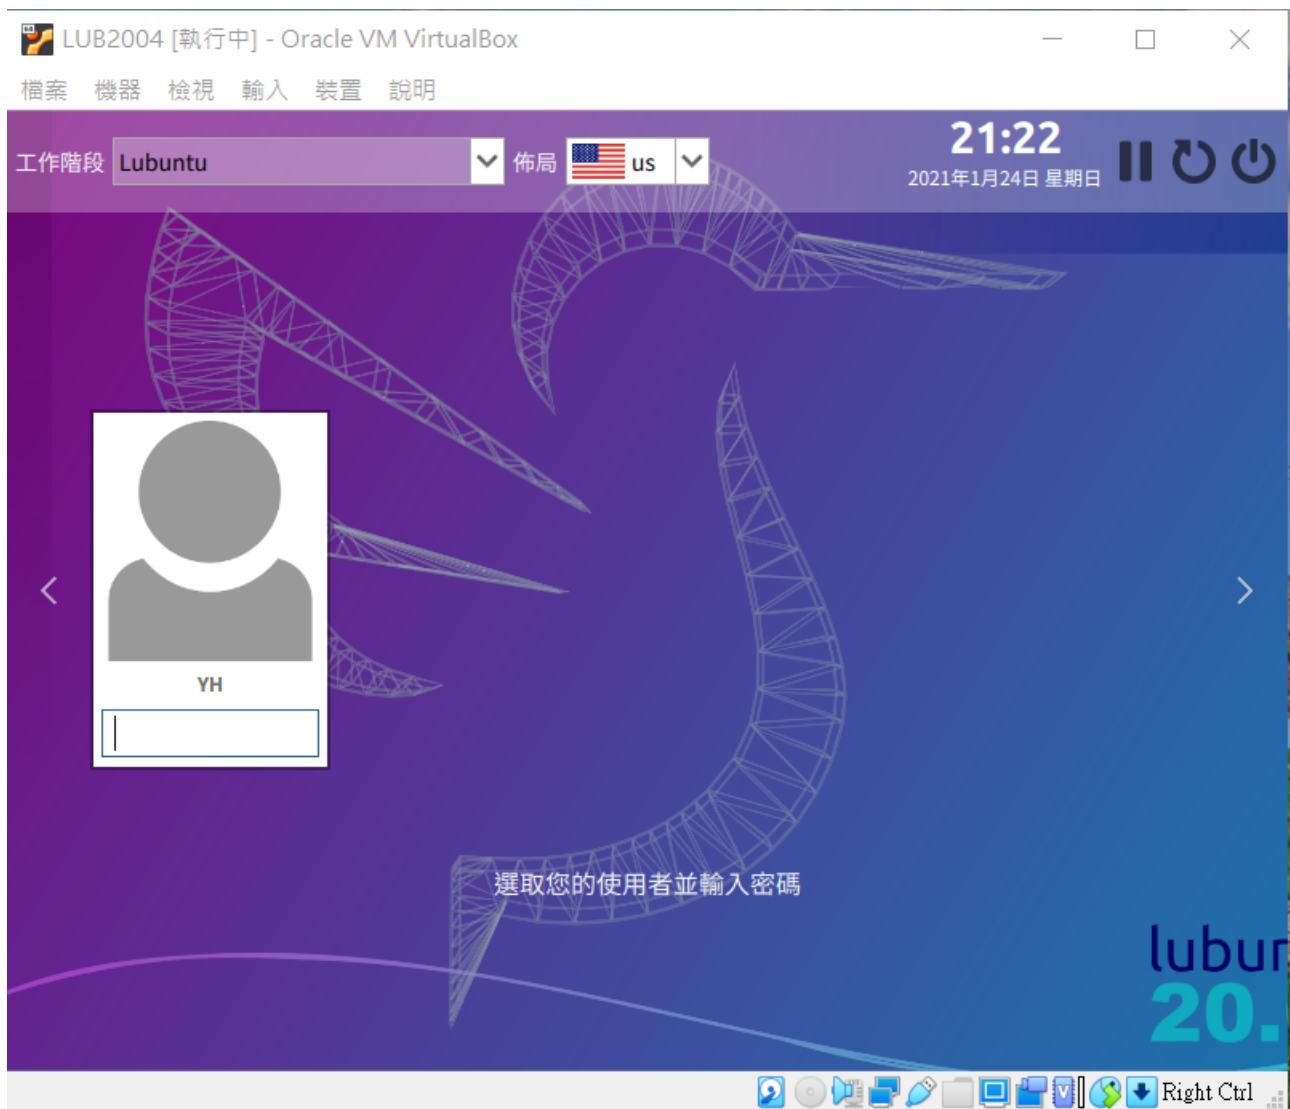 LUB2004 [執行中] - Oracle VM VirtualBox
檔案 機器 檢視 輸入 裝置 說明
工作階段 Lubuntu 佈局 us
21:22
2021年1月24日 星期日
YH
選取您的使用者並輸入密碼
lubun
20.
Right Ctrl